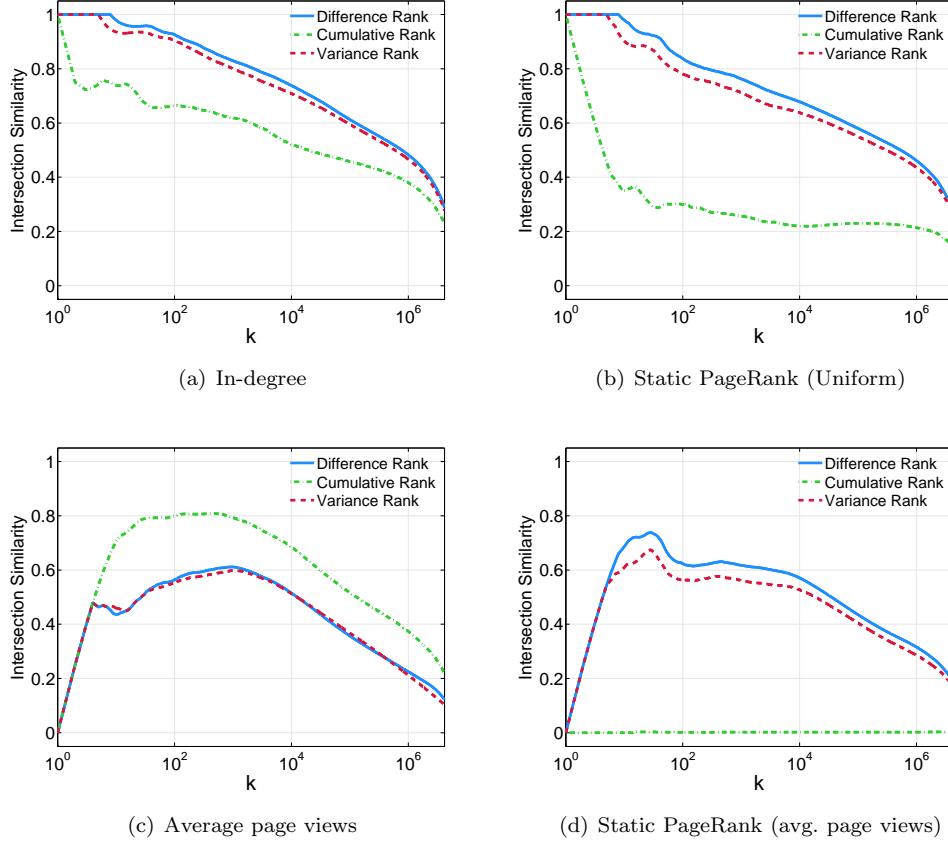 1
0.8
0.6
0.4
0.2
0
Intersection Similarity
10^0
10^2
10^4
10^6
k
Difference Rank
Cumulative Rank
Variance Rank
(a) In-degree
1
0.8
0.6
0.4
0.2
0
Intersection Similarity
10^0
10^2
10^4
10^6
k
Difference Rank
Cumulative Rank
Variance Rank
(b) Static PageRank (Uniform)
1
0.8
0.6
0.4
0.2
0
Intersection Similarity
10^0
10^2
10^4
10^6
k
Difference Rank
Cumulative Rank
Variance Rank
(c) Average page views
1
0.8
0.6
0.4
0.2
0
Intersection Similarity
10^0
10^2
10^4
10^6
k
Difference Rank
Cumulative Rank
Variance Rank
(d) Static PageRank (avg. page views)